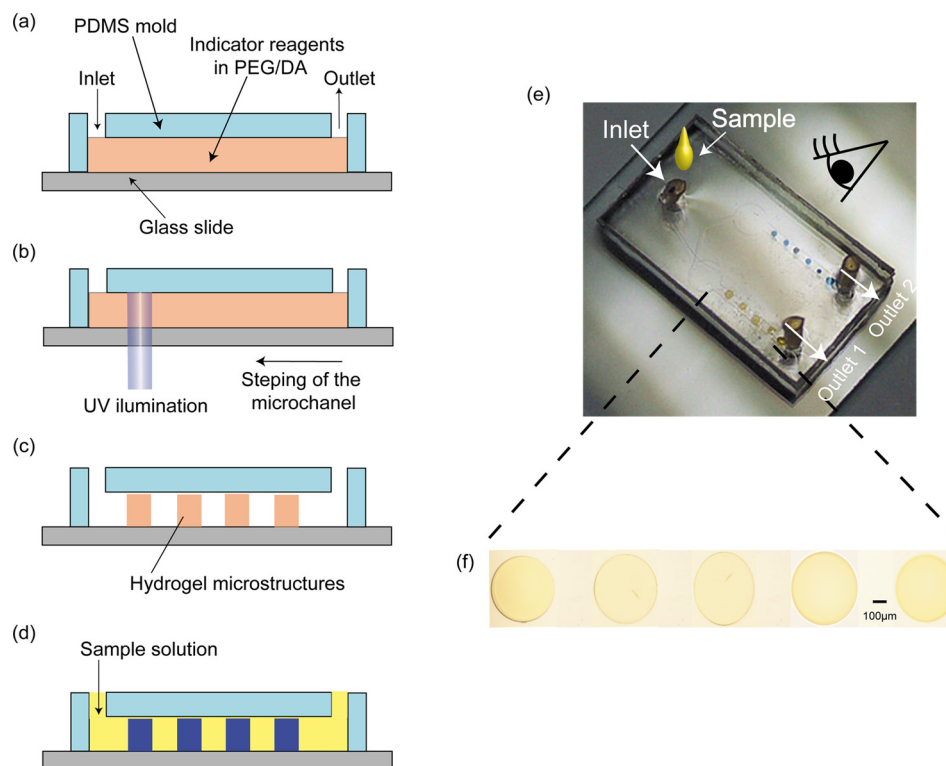 (a)
PDMS mold
Indicator reagents
in PEG/DA
Inlet
Outlet
Glass slide
(b)
Steping of the
microchanel
UV ilumination
(c)
Hydrogel microstructures
(d)
Sample solution
(e)
Inlet
Sample
Outlet 2
Outlet 1
(f)
100μm